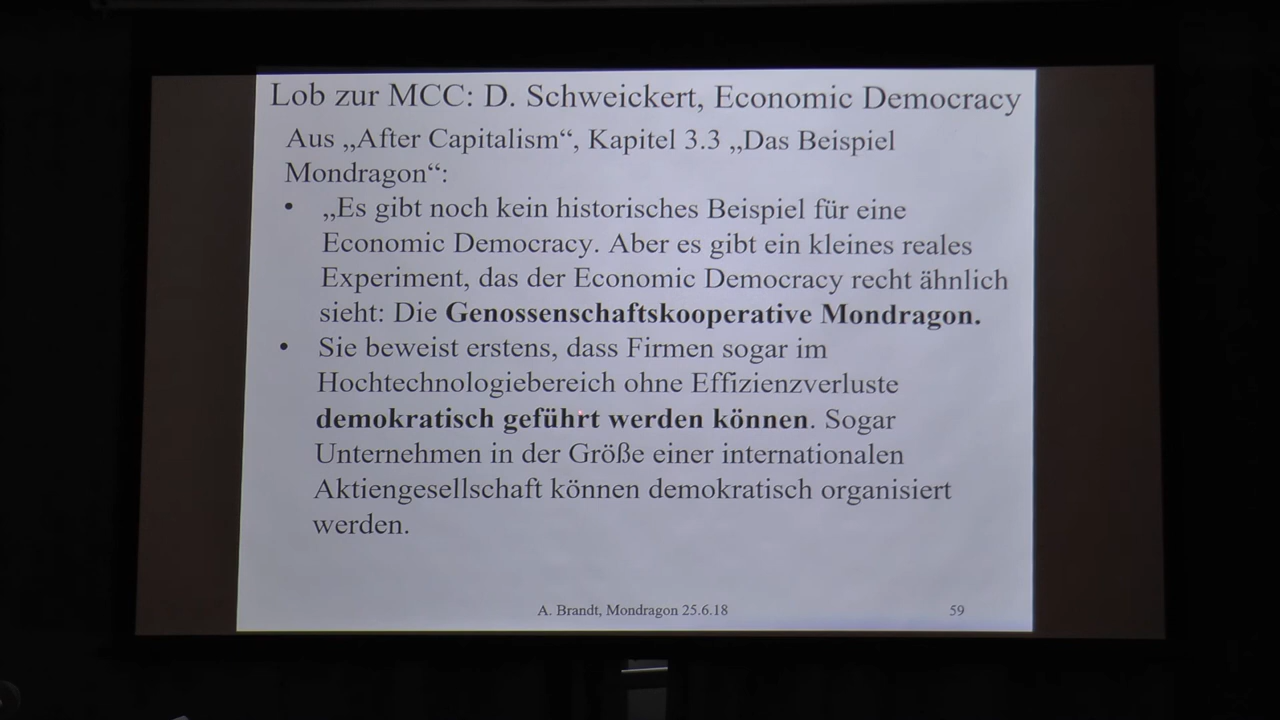 Lob zur MCC: D. Schweickert, Economic Democracy
Aus „After Capitalism“, Kapitel 3.3 „Das Beispiel
Mondragon“:
• „Es gibt noch kein historisches Beispiel für eine
Economic Democracy. Aber es gibt ein kleines reales
Experiment, das der Economic Democracy recht ähnlich
sieht: Die Genossenschaftskooperative Mondragon.
• Sie beweist erstens, dass Firmen sogar im
Hochtechnologiebereich ohne Effizienzverluste
demokratisch geführt werden können. Sogar
Unternehmen in der Größe einer internationalen
Aktiengesellschaft können demokratisch organisiert
werden.
A. Brandt, Mondragon 25.6.18 59